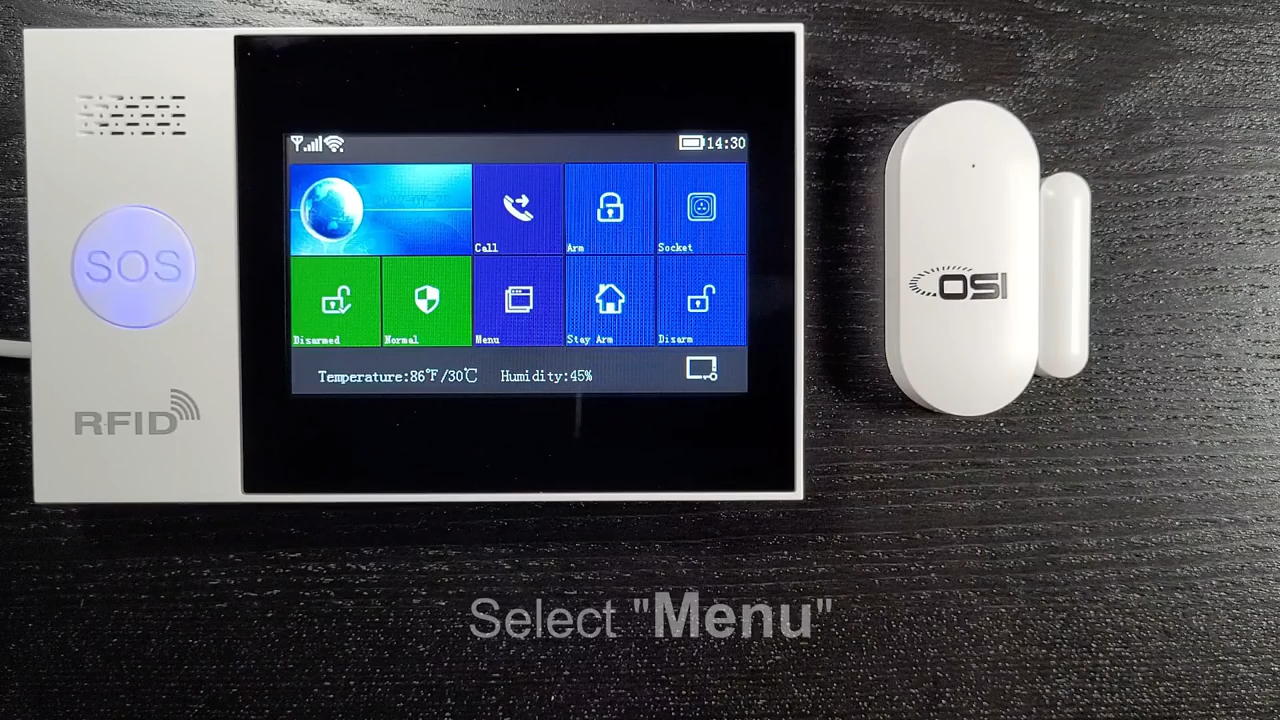 14:30
SOS
Call
Arm
Socket
Disarmed
Normal
Menu
Stay Arm
Disarm
Temperature:86℉/30℃ Humidity:45%
RFID
OSI
Select "Menu"